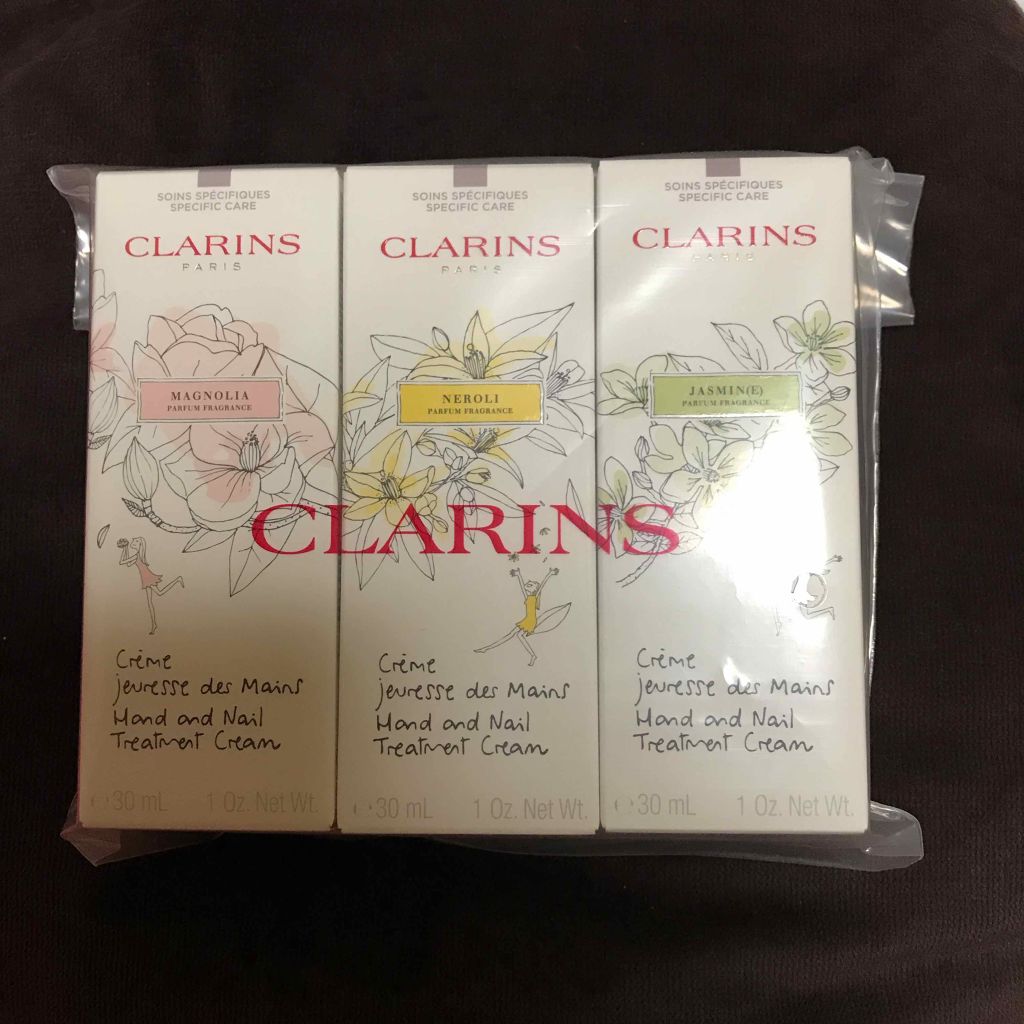 SOINS SPÉCIFIQUES
SPECIFIC CARE
CLARINS
PARIS
MAGNOLIA
PARFUM FRAGRANCE
Crème
jeunesse des Mains
Hand and Nail
Treatment Cream
30 mL 1 Oz. Net Wt.
SOINS SPÉCIFIQUES
SPECIFIC CARE
CLARINS
PARIS
NEROLI
PARFUM FRAGRANCE
Crème
jeunesse des Mains
Hand and Nail
Treatment Cream
30 mL 1 Oz. Net Wt.
SOINS SPÉCIFIQUES
SPECIFIC CARE
CLARINS
PARIS
JASMIN(E)
PARFUM FRAGRANCE
Crème
jeunesse des Mains
Hand and Nail
Treatment Cream
30 mL 1 Oz. Net Wt.
CLARINS